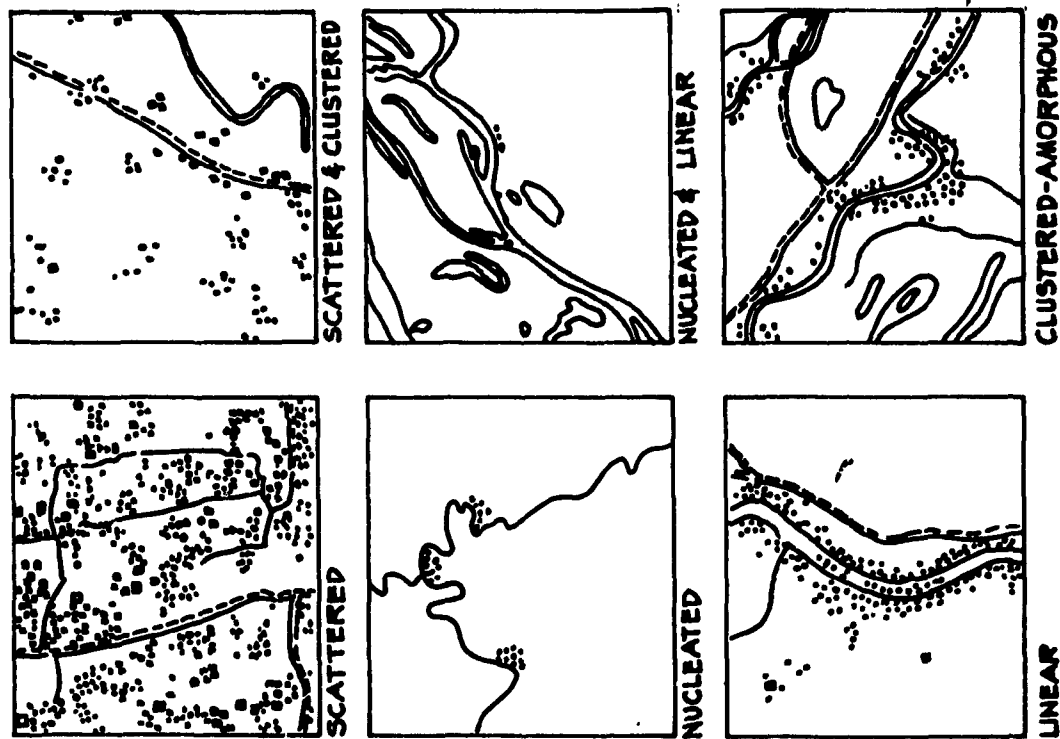 SCATTERED
SCATTERED & CLUSTERED
NUCLEATED
NUCLEATED & LINEAR
LINEAR
CLUSTERED-AMORPHOUS